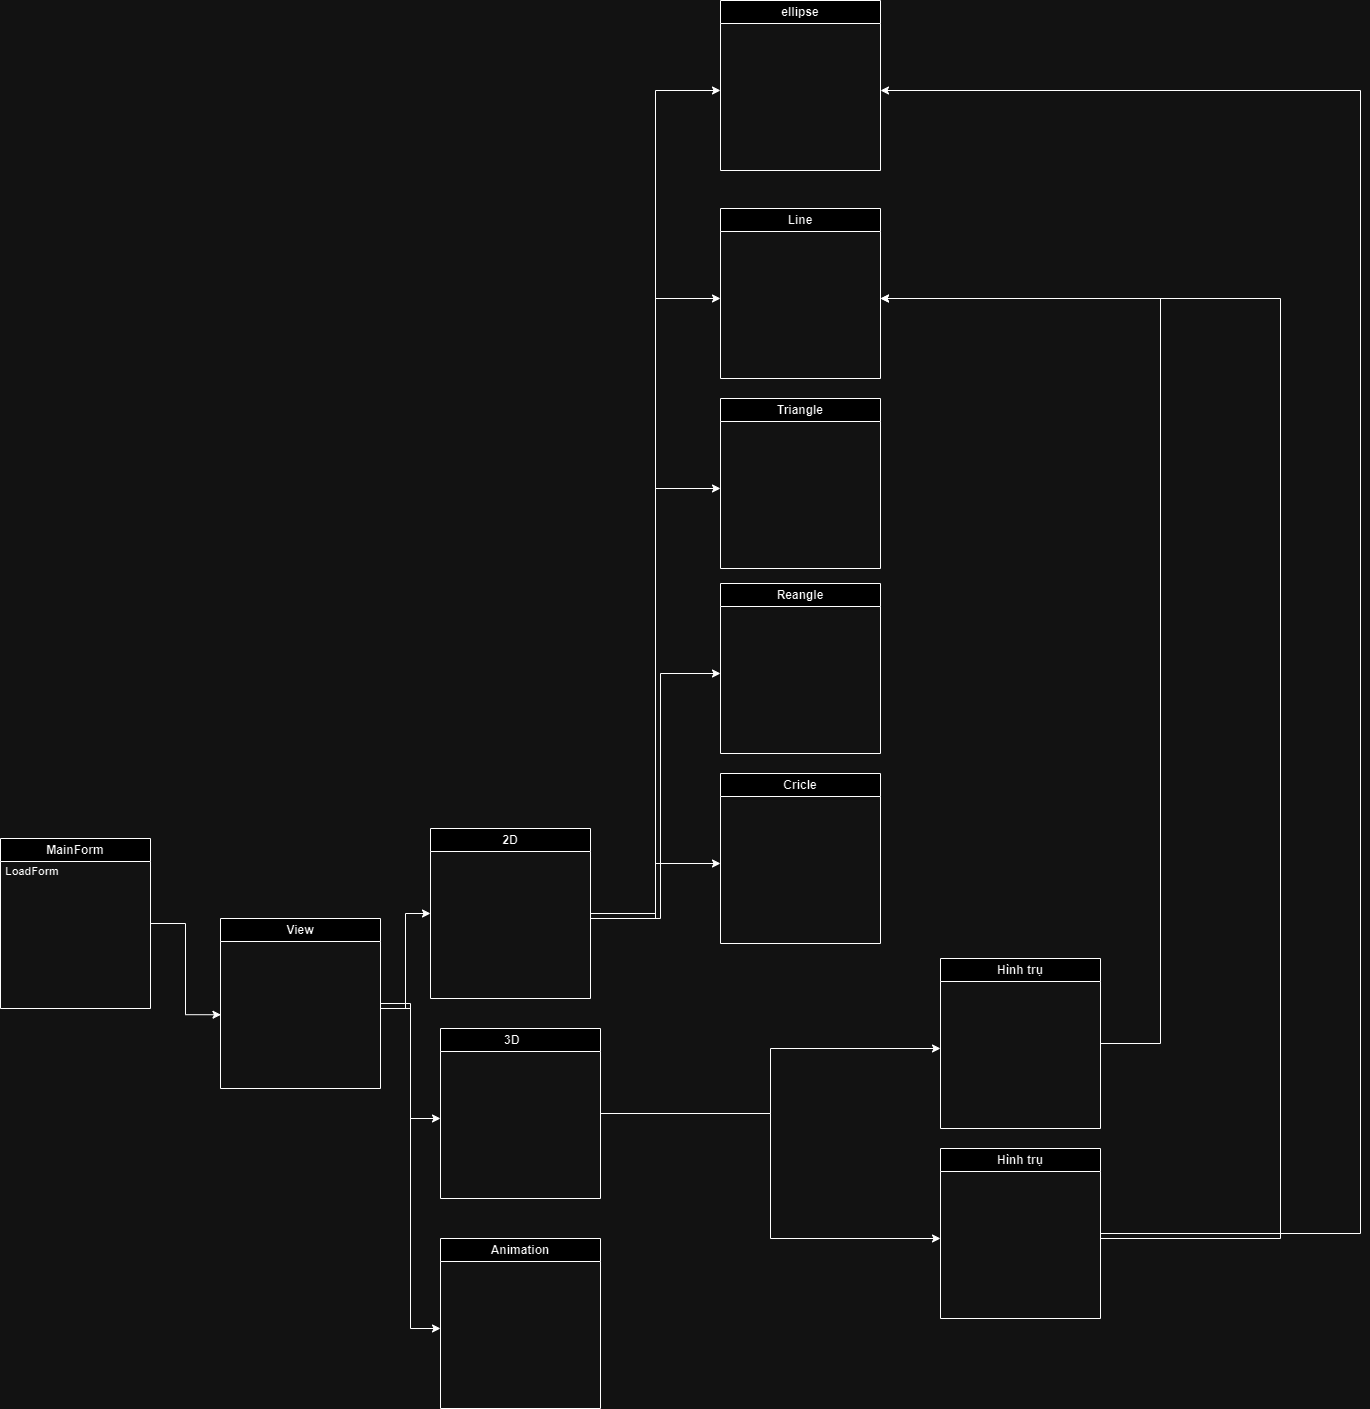 ellipse
Line
Triangle
Reangle
Cricle
MainForm
LoadForm
2D
View
Hình trụ
3D
Hình trụ
Animation